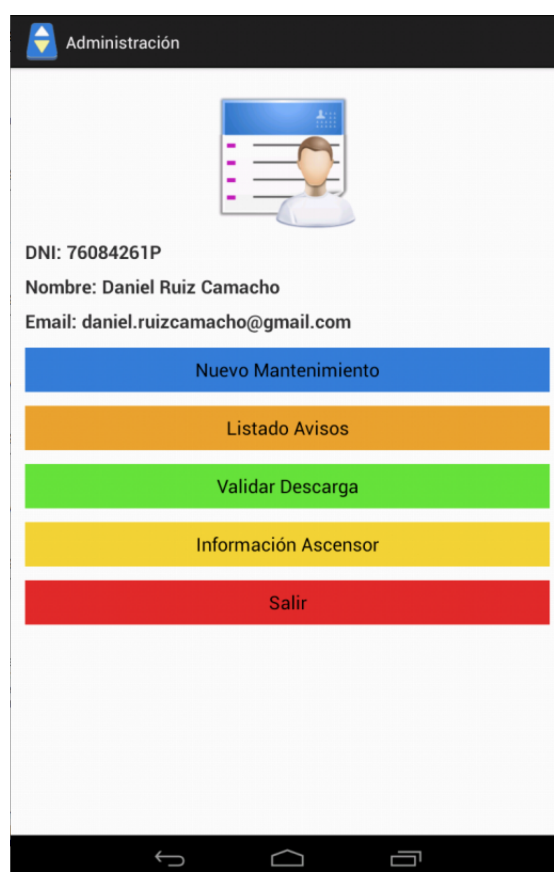 Administración
DNI: 76084261P
Nombre: Daniel Ruiz Camacho
Email: daniel.ruizcamacho@gmail.com
Nuevo Mantenimiento
Listado Avisos
Validar Descarga
Información Ascensor
Salir